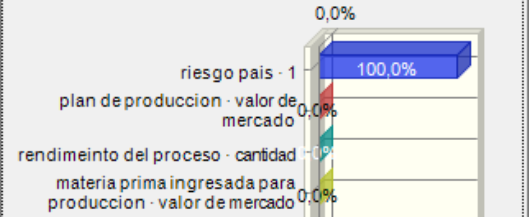 0,0%
riesgo pais - 1
100,0%
plan de produccion - valor de
mercado
0,0%
rendimeinto del proceso - cantidad
0,0%
materia prima ingresada para
produccion - valor de mercado
0,0%